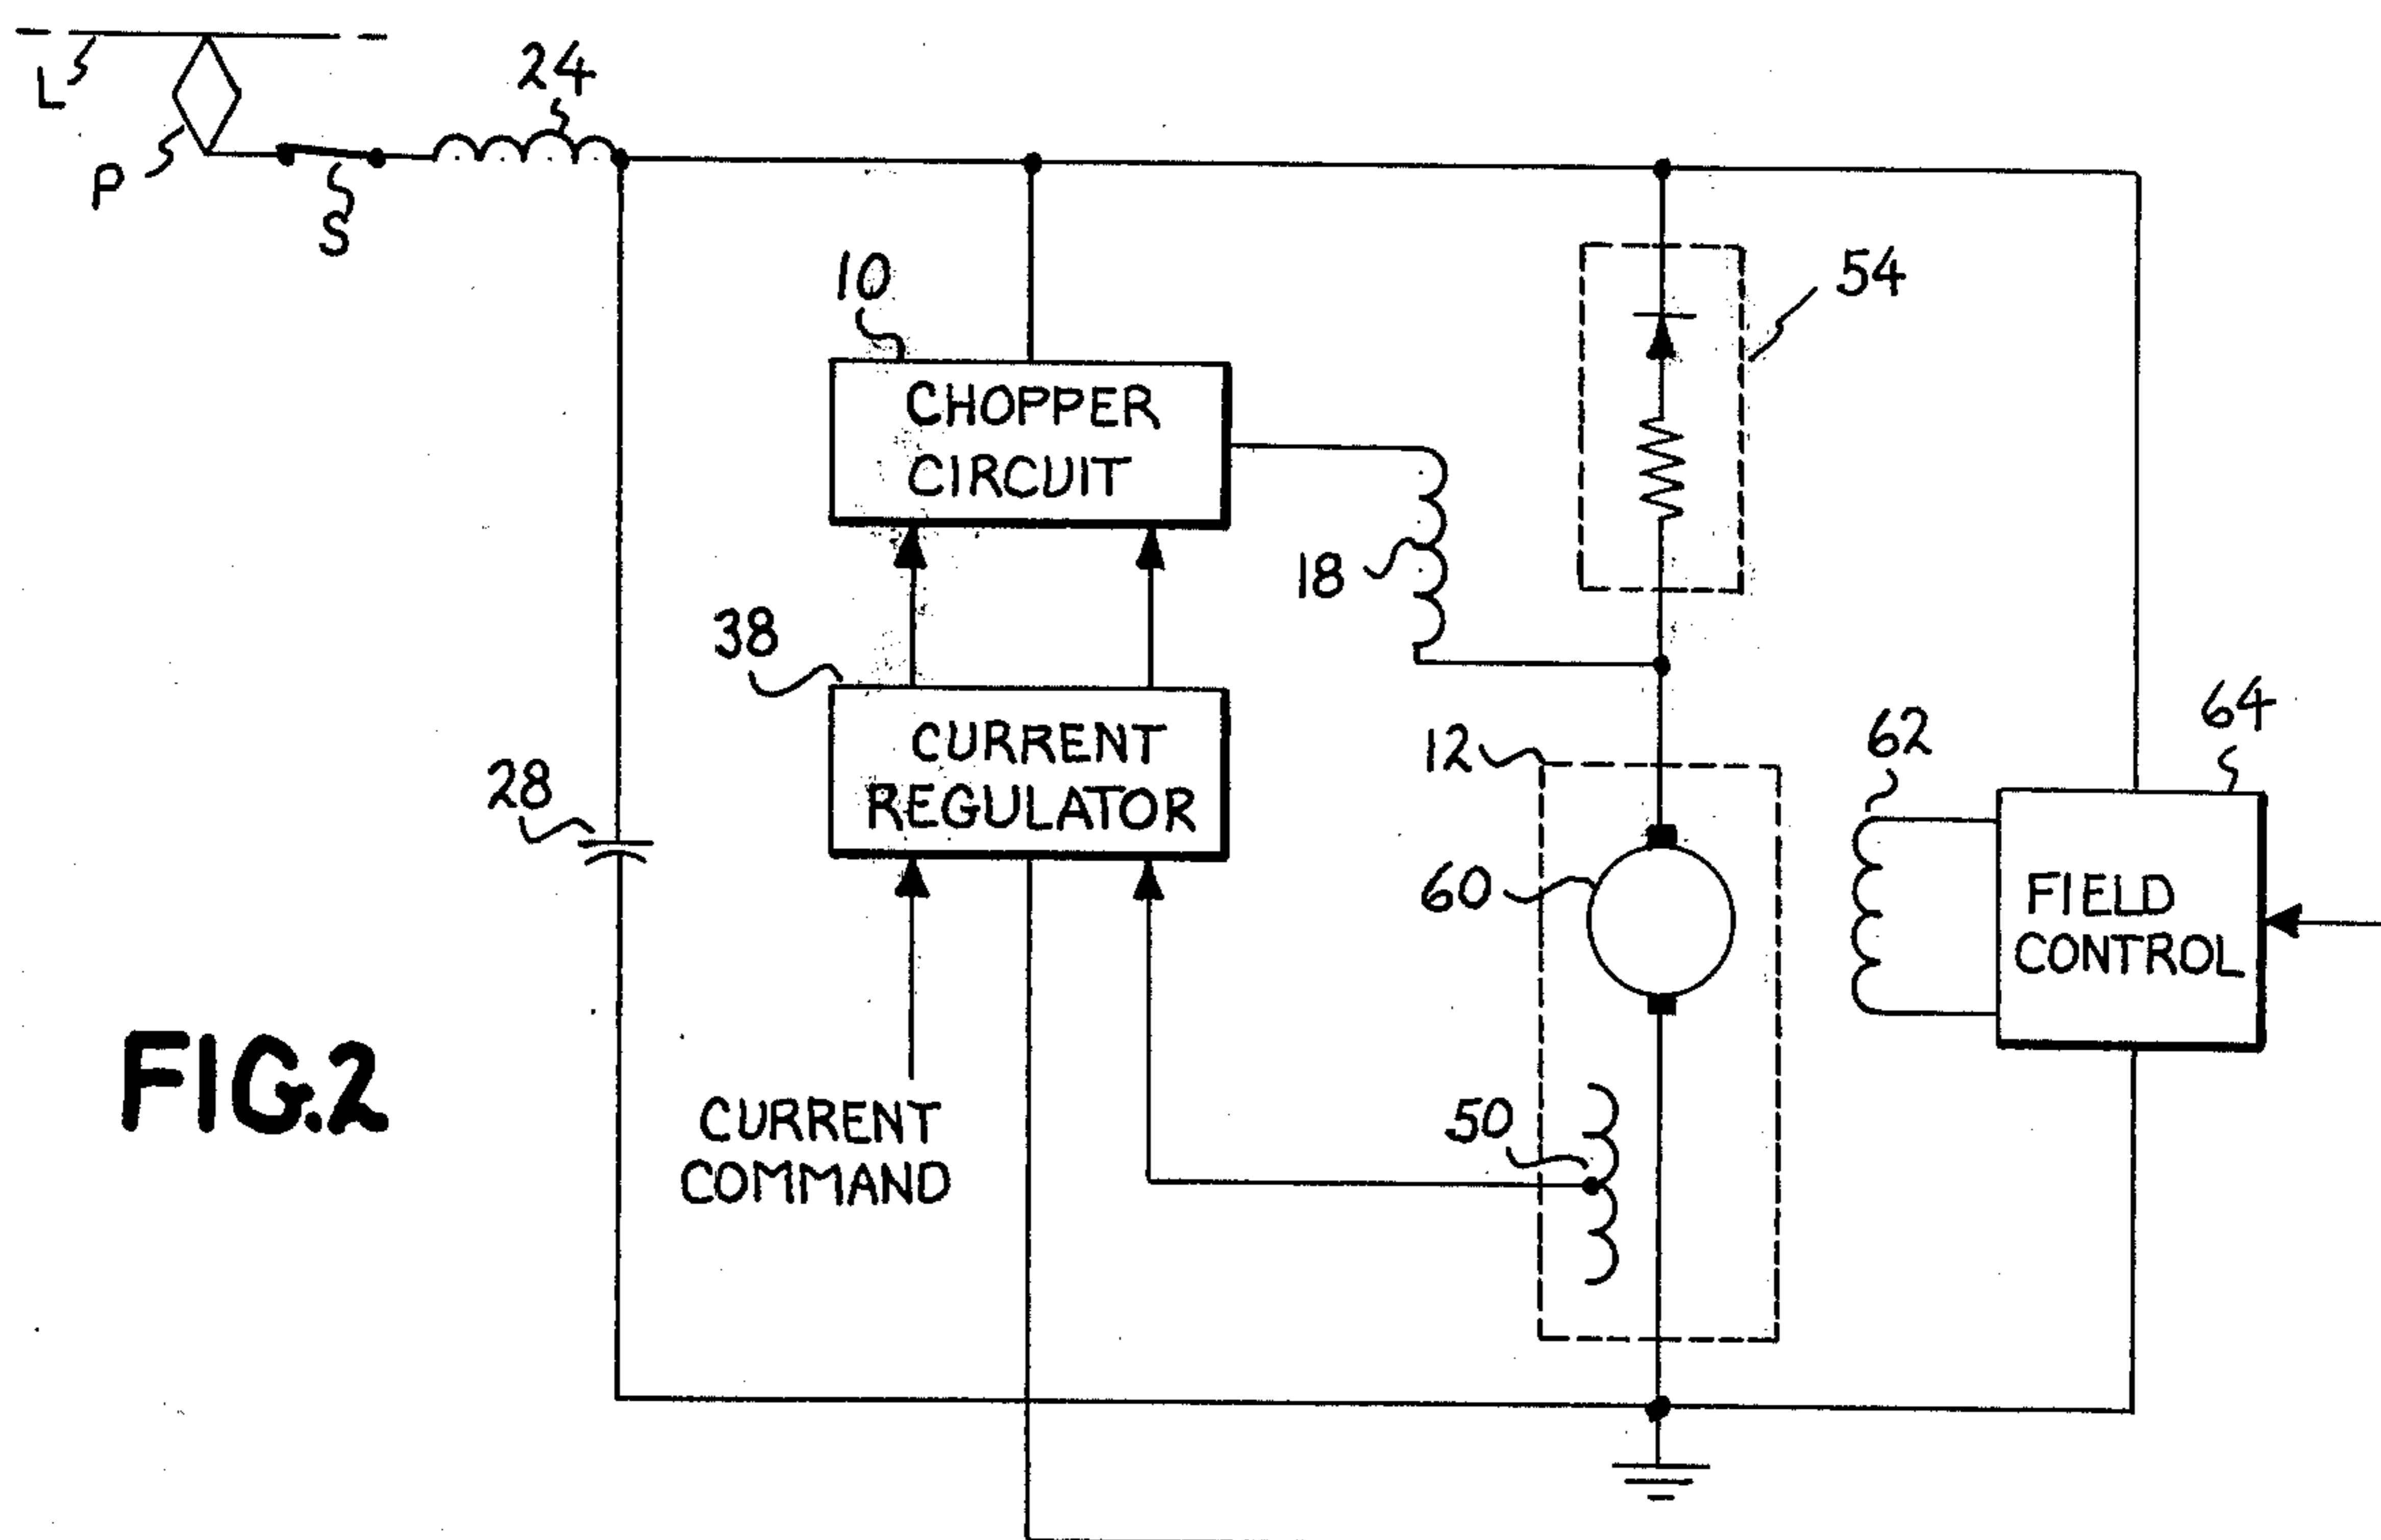 L
P
S
24
10
CHOPPER
CIRCUIT
54
18
38
CURRENT
REGULATOR
28
12
62
64
60
FIELD
CONTROL
FIG.2
CURRENT
COMMAND
50